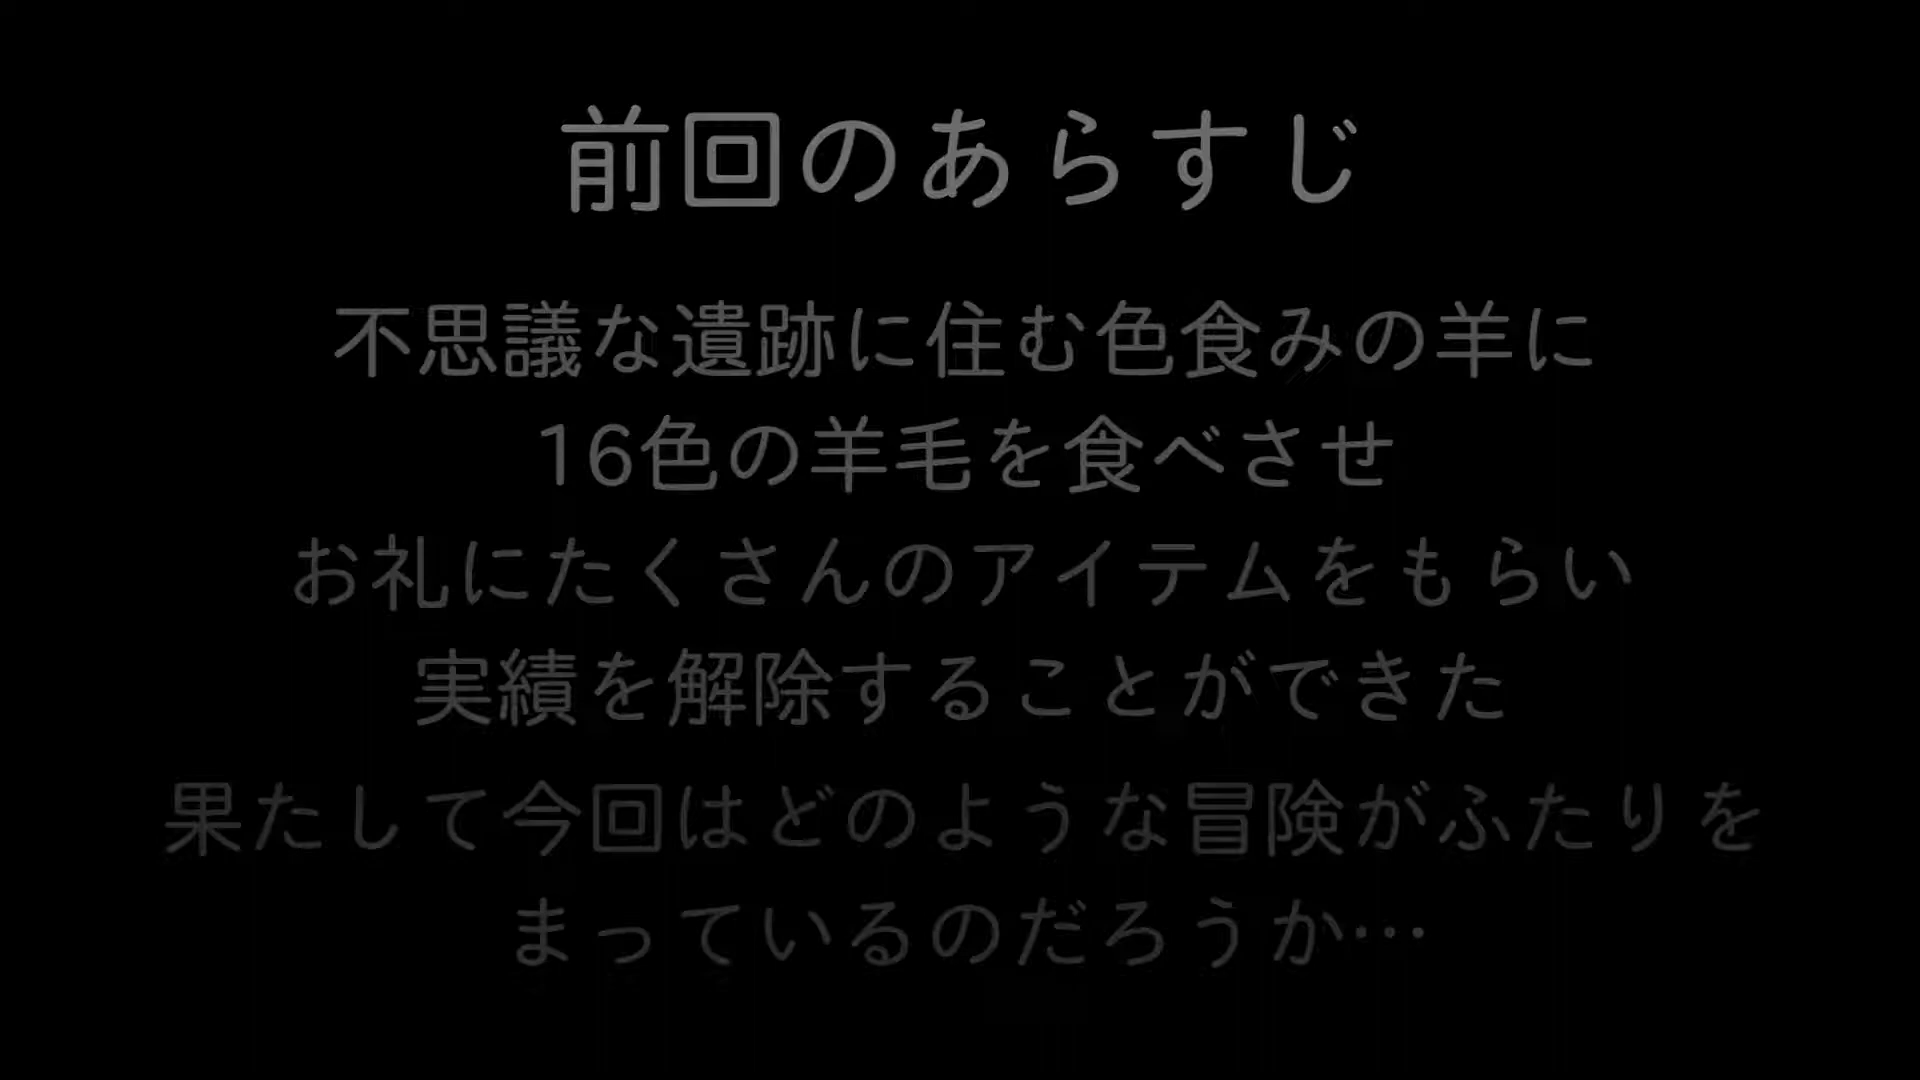 前回のあらすじ
不思議な遺跡に住む色食みの羊に
16色の羊毛を食べさせ
お礼にたくさんのアイテムをもらい
実績を解除することができた
果たして今回はどのような冒険がふたりを
まっているのだろうか…